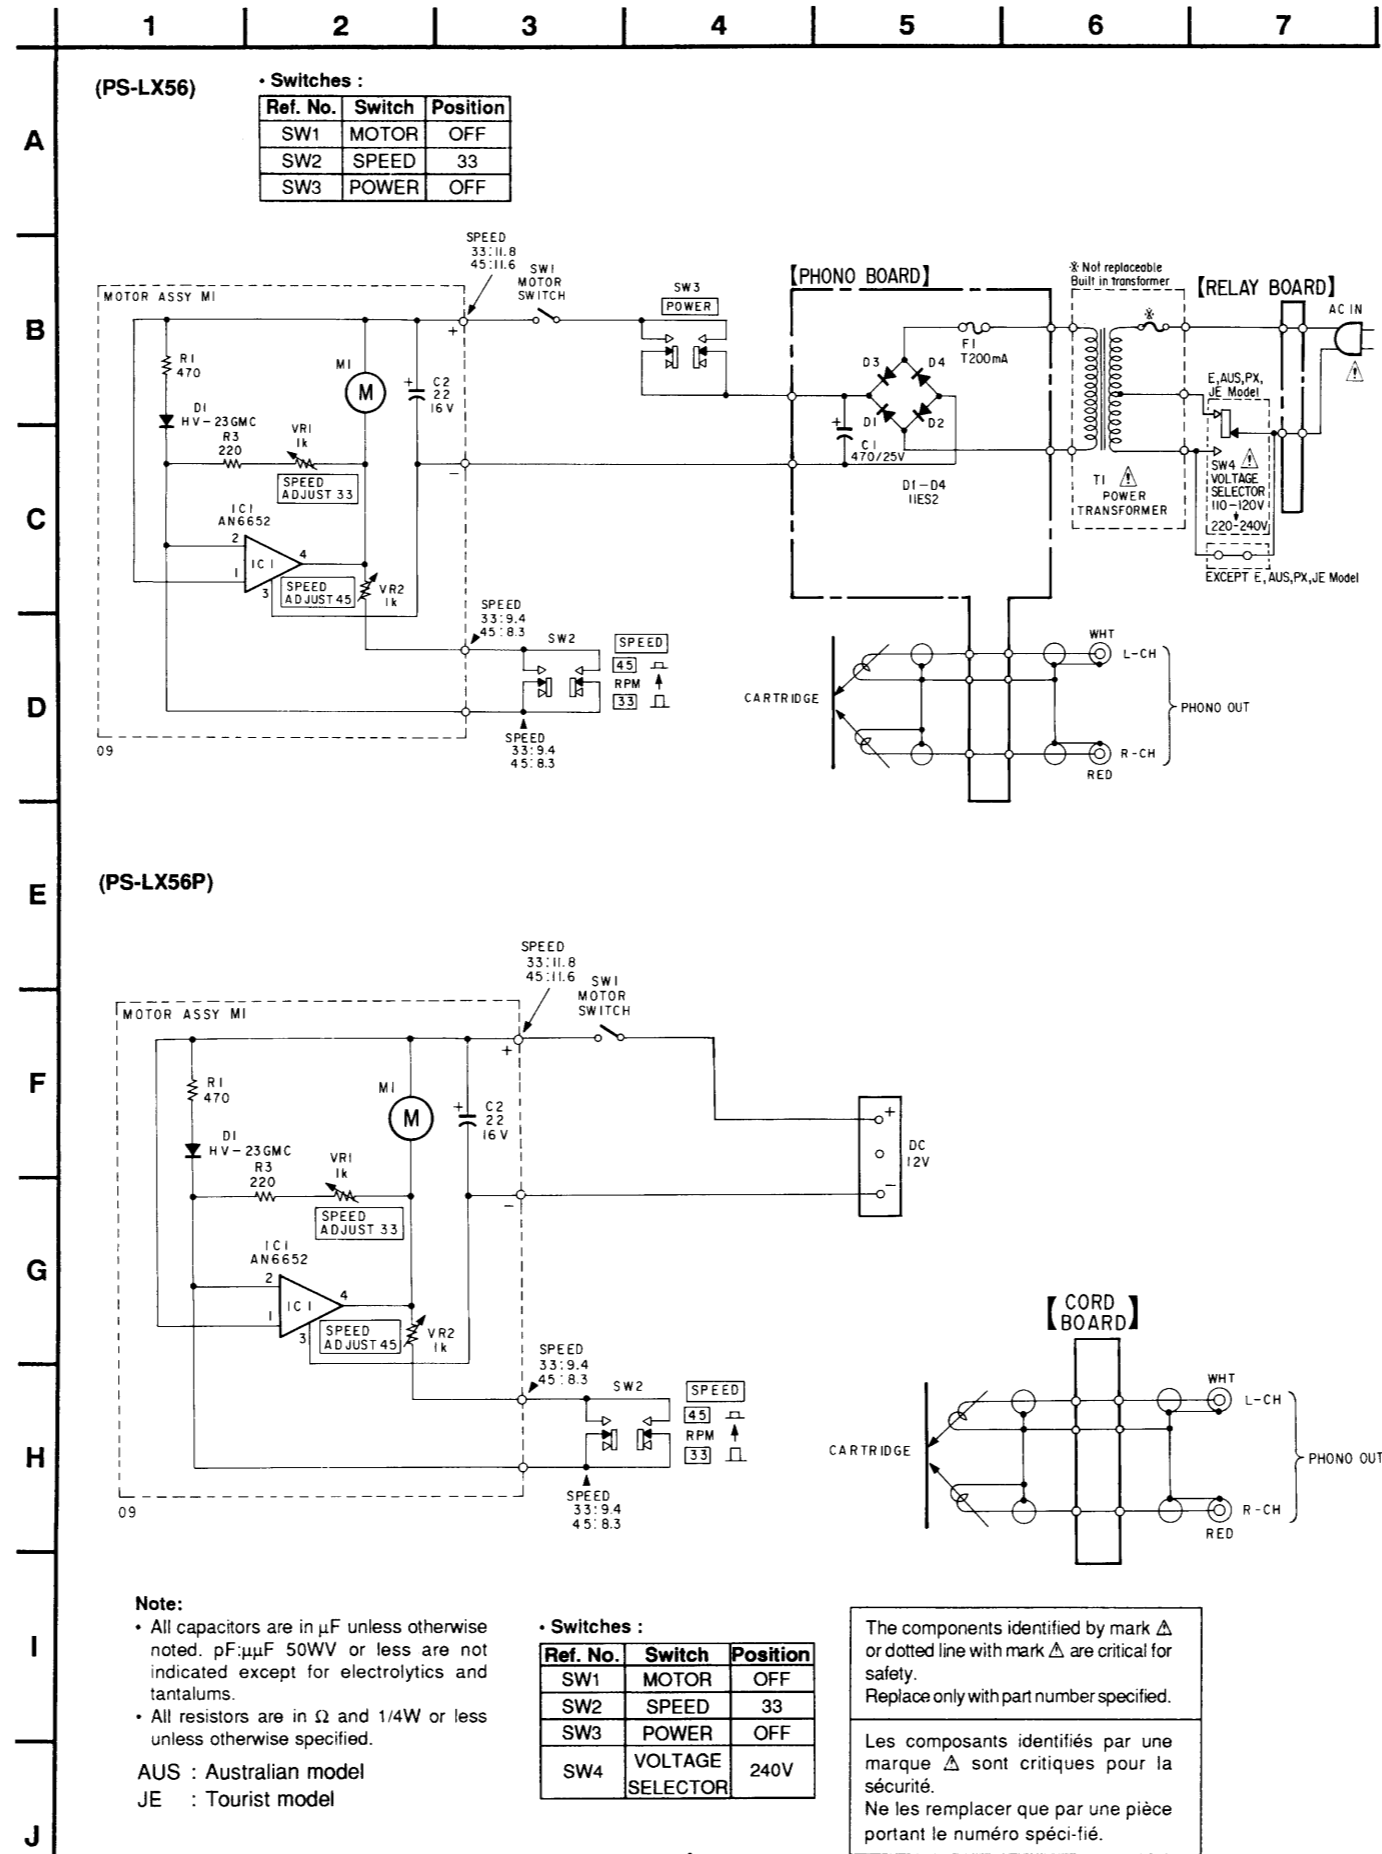 1 2 3 4 5 6 7
(PS-LX56)
• Switches :
Ref. No. Switch Position
SW1 MOTOR OFF
SW2 SPEED 33
SW3 POWER OFF
A
SPEED
33:11.8
45:11.6
SW1
MOTOR
SWITCH
SW3
POWER
【PHONO BOARD】
※ Not replaceable
Built in transformer
【RELAY BOARD】
AC IN
B
MOTOR ASSY M1
+
R1
470
M1
M
+
C2
22
16V
D1
HV-23GMC
R3
220
VR1
1k
SPEED
ADJUST 33
−
F1
T200mA
D3 D4
D1 D2
+
C1
470/25V
D1-D4
11ES2
※
⚠
E,AUS,PX,
JE Model
T1 ⚠
POWER
TRANSFORMER
SW4 ⚠
VOLTAGE
SELECTOR
110-120V
220-240V
EXCEPT E,AUS,PX,JE Model
C
IC1
AN6652
2
1
3
4
IC1
SPEED
ADJUST 45
VR2
1k
SPEED
33:9.4
45:8.3
SW2
SPEED
45
RPM
33
SPEED
33:9.4
45:8.3
09
D
CARTRIDGE
WHT
L-CH
PHONO OUT
R-CH
RED
E
(PS-LX56P)
SPEED
33:11.8
45:11.6
SW1
MOTOR
SWITCH
MOTOR ASSY M1
+
F
R1
470
M1
M
+
C2
22
16V
D1
HV-23GMC
R3
220
VR1
1k
SPEED
ADJUST 33
−
+
DC
12V
−
G
IC1
AN6652
2
1
3
4
IC1
SPEED
ADJUST 45
VR2
1k
【CORD
BOARD】
SPEED
33:9.4
45:8.3
SW2
SPEED
45
RPM
33
SPEED
33:9.4
45:8.3
09
H
CARTRIDGE
WHT
L-CH
PHONO OUT
R-CH
RED
I
Note:
• All capacitors are in μF unless otherwise
noted. pF:μμF 50WV or less are not
indicated except for electrolytics and
tantalums.
• All resistors are in Ω and 1/4W or less
unless otherwise specified.
AUS : Australian model
JE : Tourist model
• Switches :
Ref. No. Switch Position
SW1 MOTOR OFF
SW2 SPEED 33
SW3 POWER OFF
SW4 VOLTAGE SELECTOR 240V
The components identified by mark ⚠
or dotted line with mark ⚠ are critical for
safety.
Replace only with part number specified.
Les composants identifiés par une
marque ⚠ sont critiques pour la
sécurité.
Ne les remplacer que par une pièce
portant le numéro spéci-fié.
J